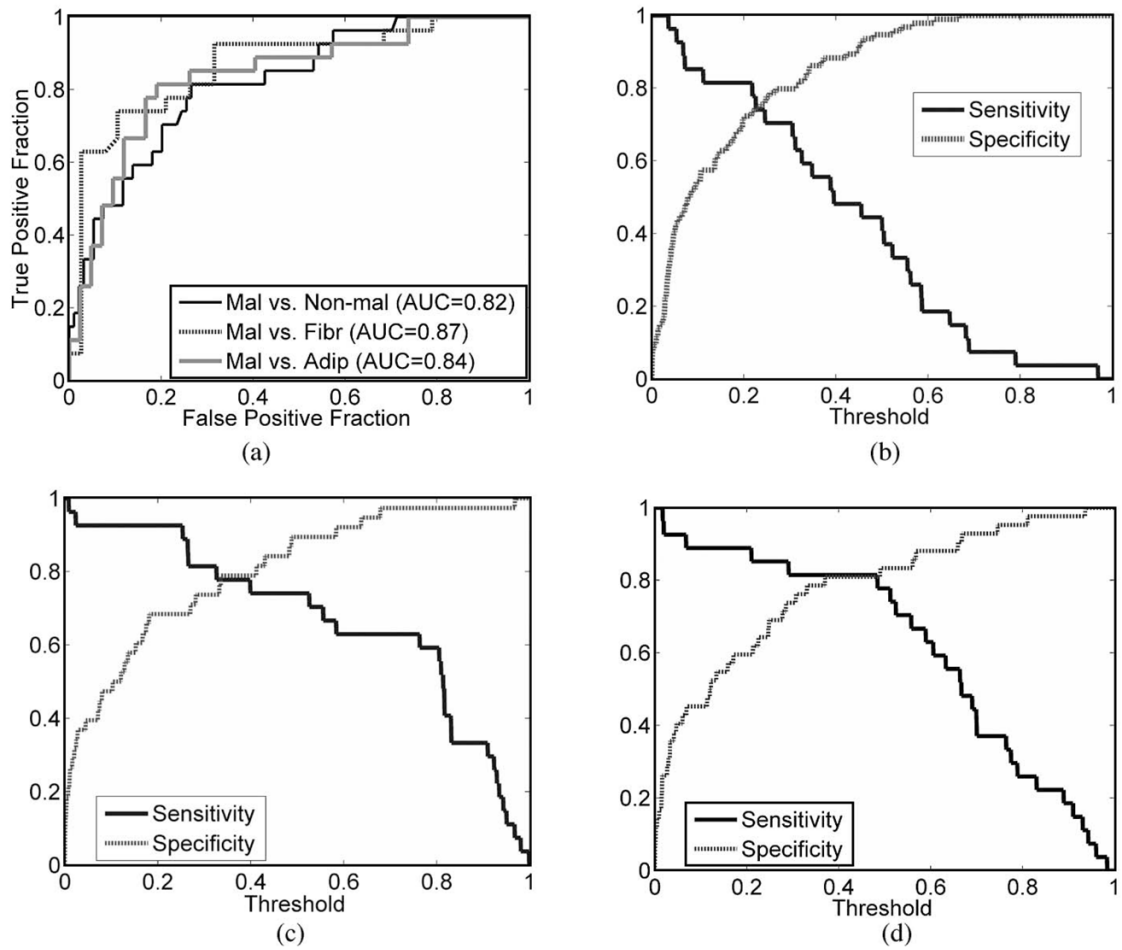 1
0.8
0.6
0.4
0.2
0
True Positive Fraction
Mal vs. Non-mal (AUC=0.82)
Mal vs. Fibr (AUC=0.87)
Mal vs. Adip (AUC=0.84)
0 0.2 0.4 0.6 0.8 1
False Positive Fraction
(a)
1
0.8
0.6
0.4
0.2
0
Sensitivity
Specificity
0 0.2 0.4 0.6 0.8 1
Threshold
(b)
1
0.8
0.6
0.4
0.2
0
Sensitivity
Specificity
0 0.2 0.4 0.6 0.8 1
Threshold
(c)
1
0.8
0.6
0.4
0.2
0
Sensitivity
Specificity
0 0.2 0.4 0.6 0.8 1
Threshold
(d)